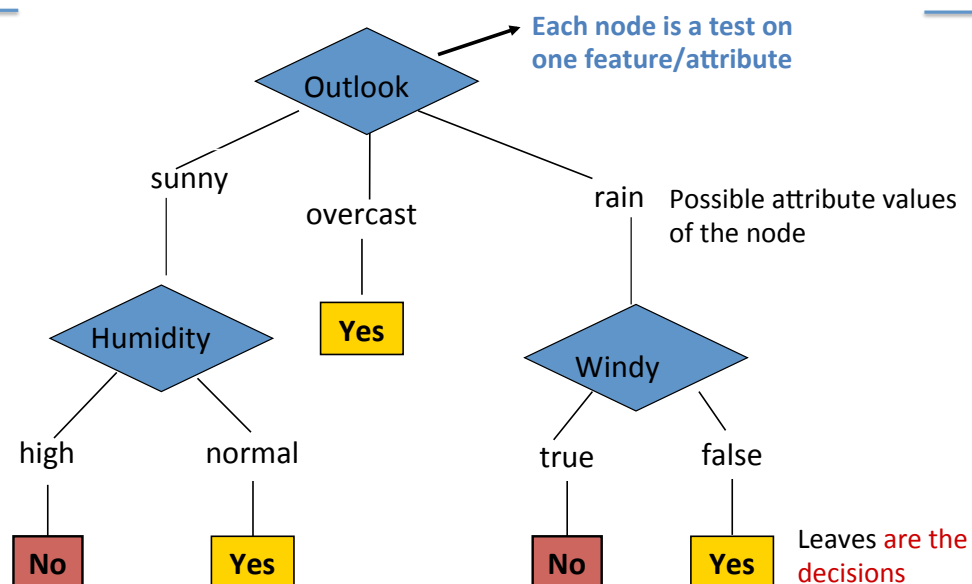 Each node is a test on
one feature/attribute
Outlook
sunny
overcast
rain
Possible attribute values
of the node
Yes
Humidity
Windy
high
normal
true
false
No
Yes
No
Yes
Leaves are the
decisions